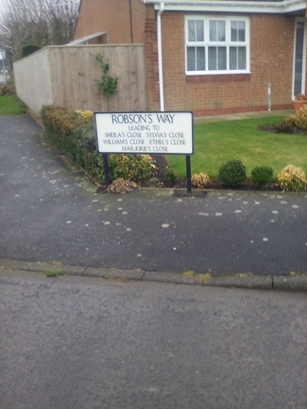 ROBSON'S WAY
LEADING TO
SHEILA'S CLOSE SYLVIA'S CLOSE
WILLIAM'S CLOSE ETHEL'S CLOSE
MARJORIE'S CLOSE